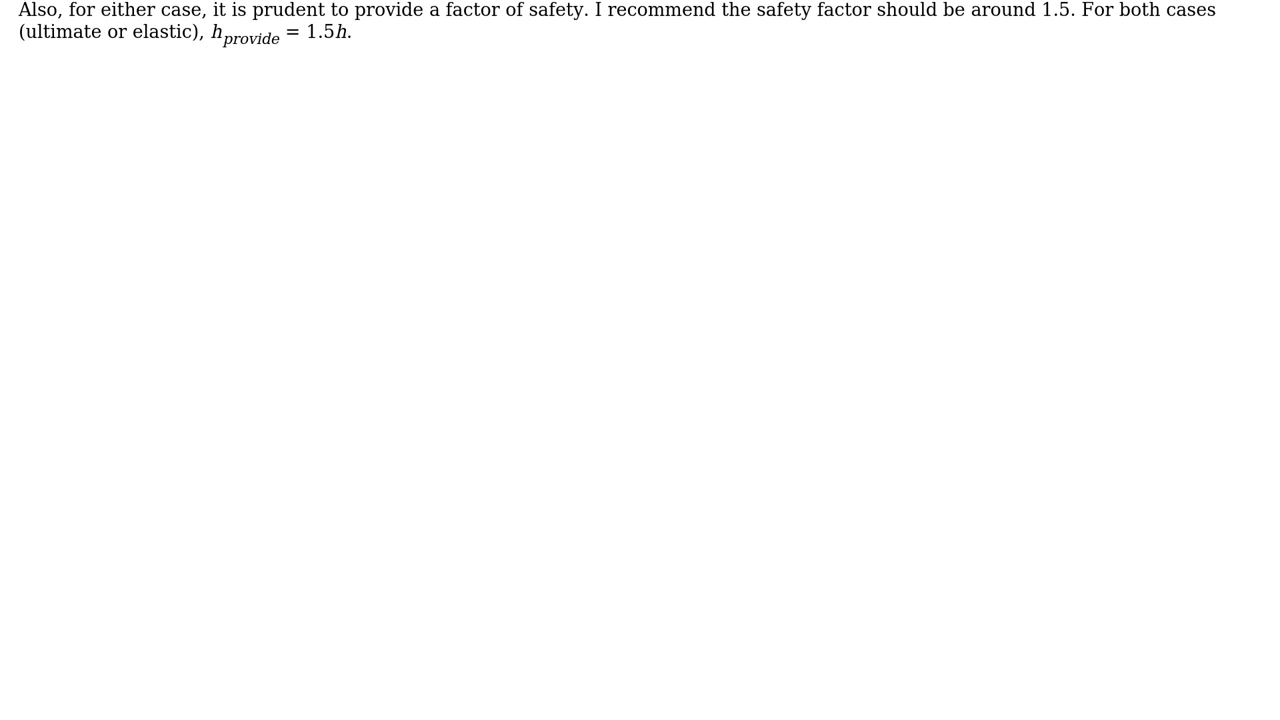 Also, for either case, it is prudent to provide a factor of safety. I recommend the safety factor should be around 1.5. For both cases
(ultimate or elastic), h_provide = 1.5h.